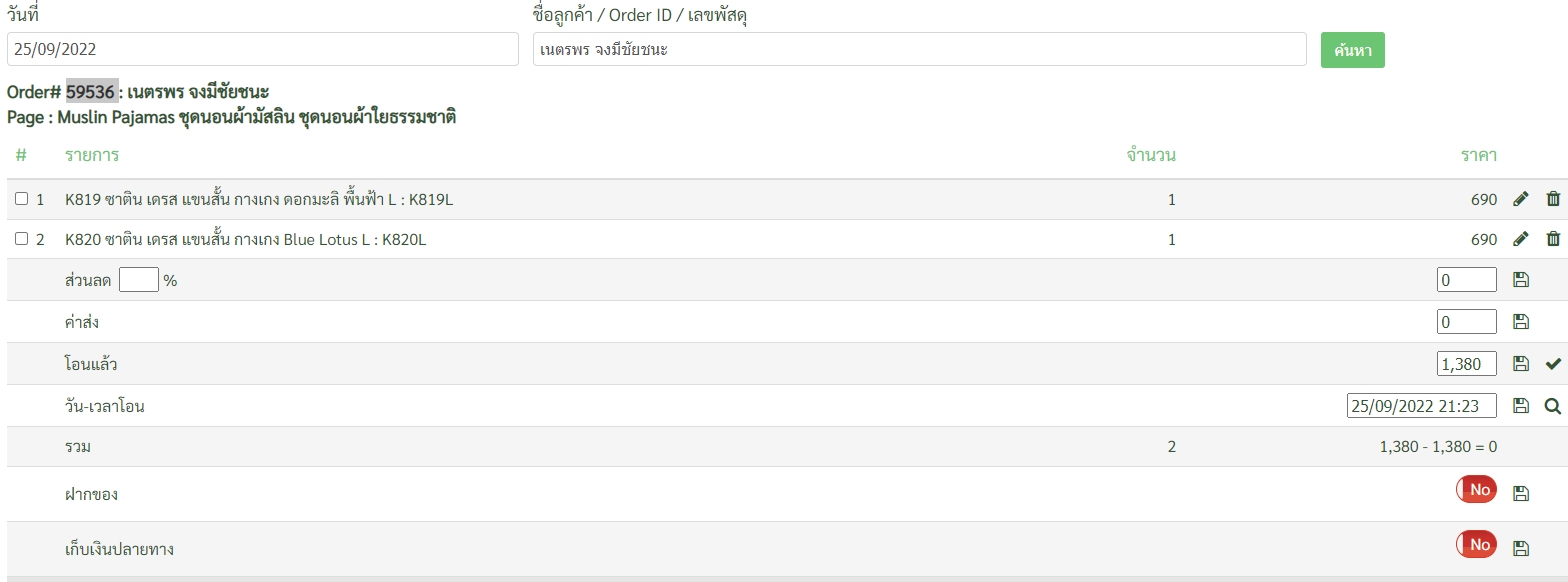 วันที่ ชื่อลูกค้า / Order ID / เลขพัสดุ
25/09/2022 เนตรพร จงมีชัยชนะ ค้นหา
Order# 59536 : เนตรพร จงมีชัยชนะ
Page : Muslin Pajamas ชุดนอนผ้ามัสลิน ชุดนอนผ้าใยธรรมชาติ
# รายการ จำนวน ราคา
1 K819 ซาติน เดรส แขนสั้น กางเกง ดอกมะลิ พื้นฟ้า L : K819L 1 690
2 K820 ซาติน เดรส แขนสั้น กางเกง Blue Lotus L : K820L 1 690
ส่วนลด % 0
ค่าส่ง 0
โอนแล้ว 1,380
วัน-เวลาโอน 25/09/2022 21:23
รวม 2 1,380 - 1,380 = 0
ฝากของ No
เก็บเงินปลายทาง No